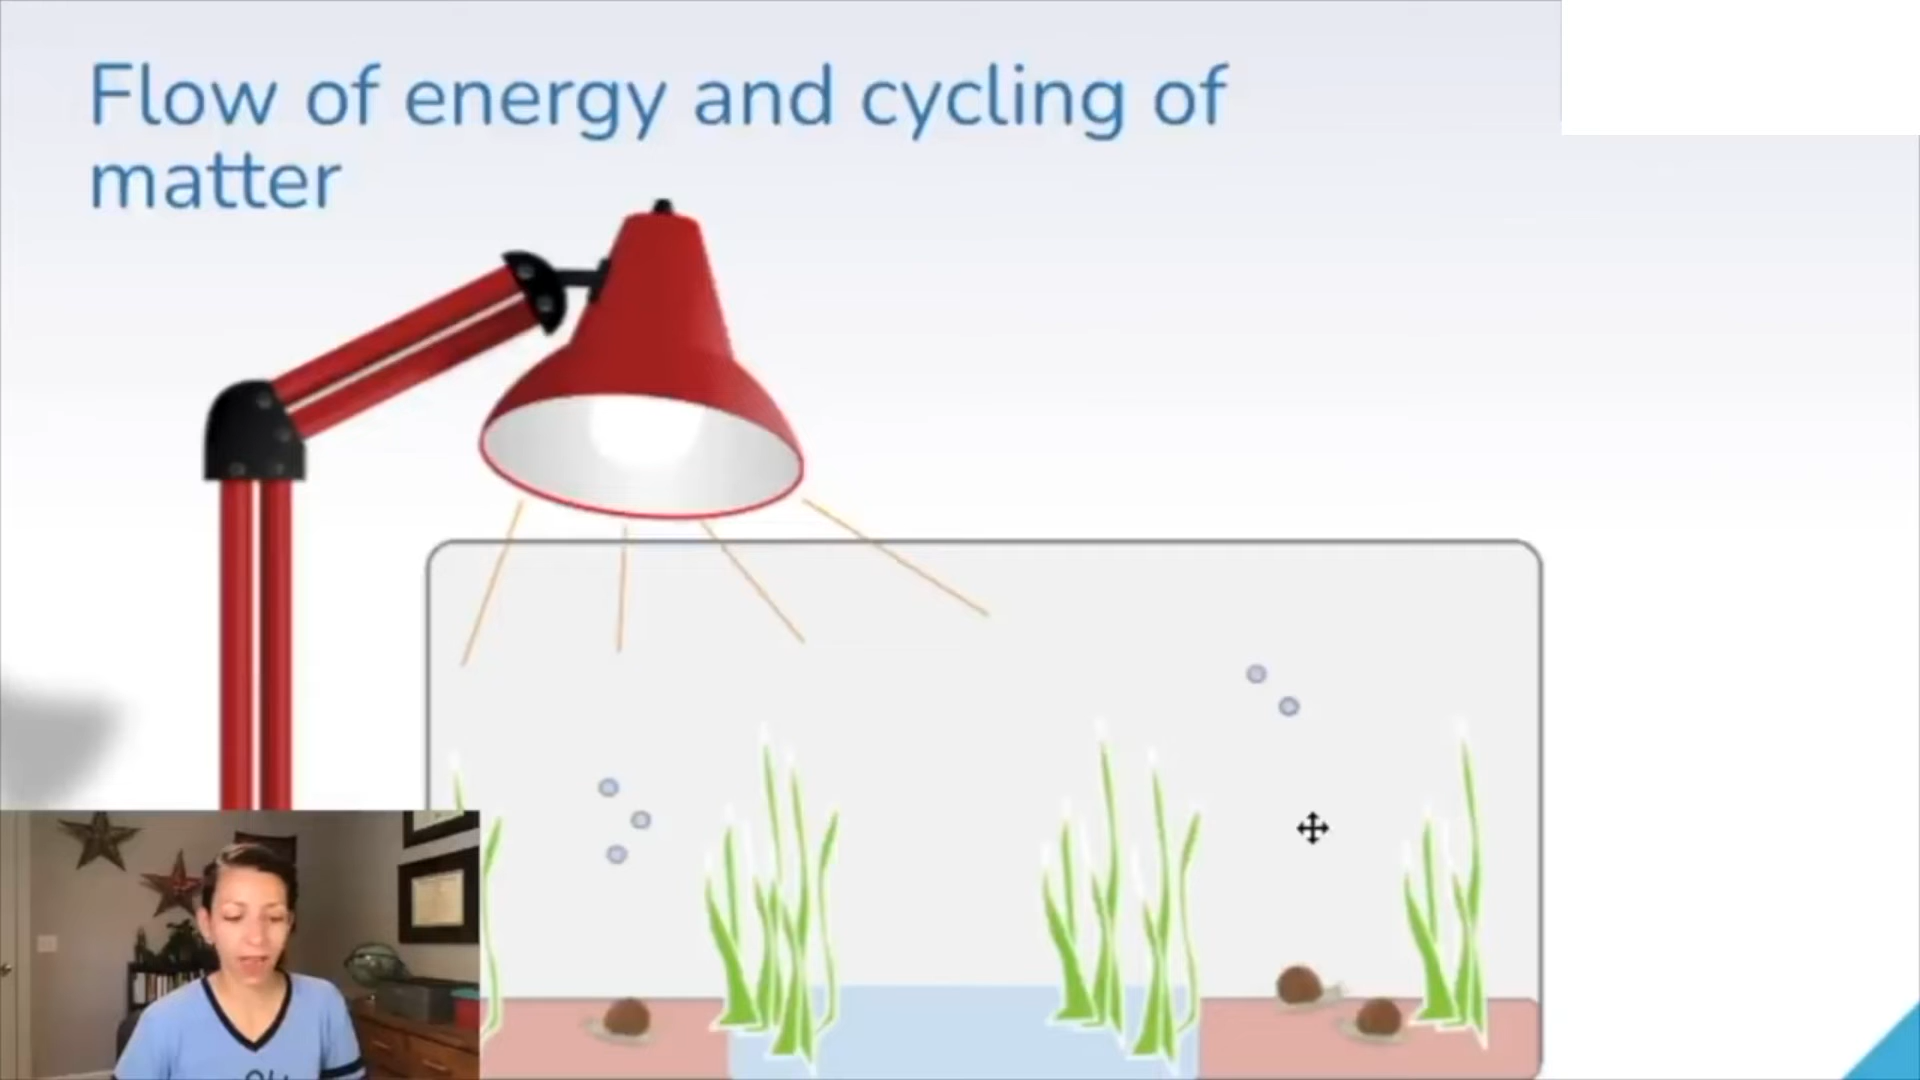 Flow of energy and cycling of
matter